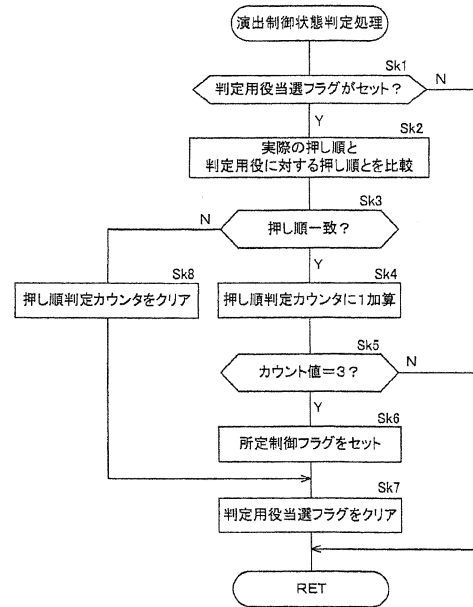 演出制御状態判定処理
Sk1
判定用役当選フラグがセット？
N
Y
Sk2
実際の押し順と
判定用役に対する押し順とを比較
Sk3
N
押し順一致？
Y
Sk8
Sk4
押し順判定カウンタをクリア
押し順判定カウンタに1加算
Sk5
カウント値＝3？
N
Y
Sk6
所定制御フラグをセット
Sk7
判定用役当選フラグをクリア
RET